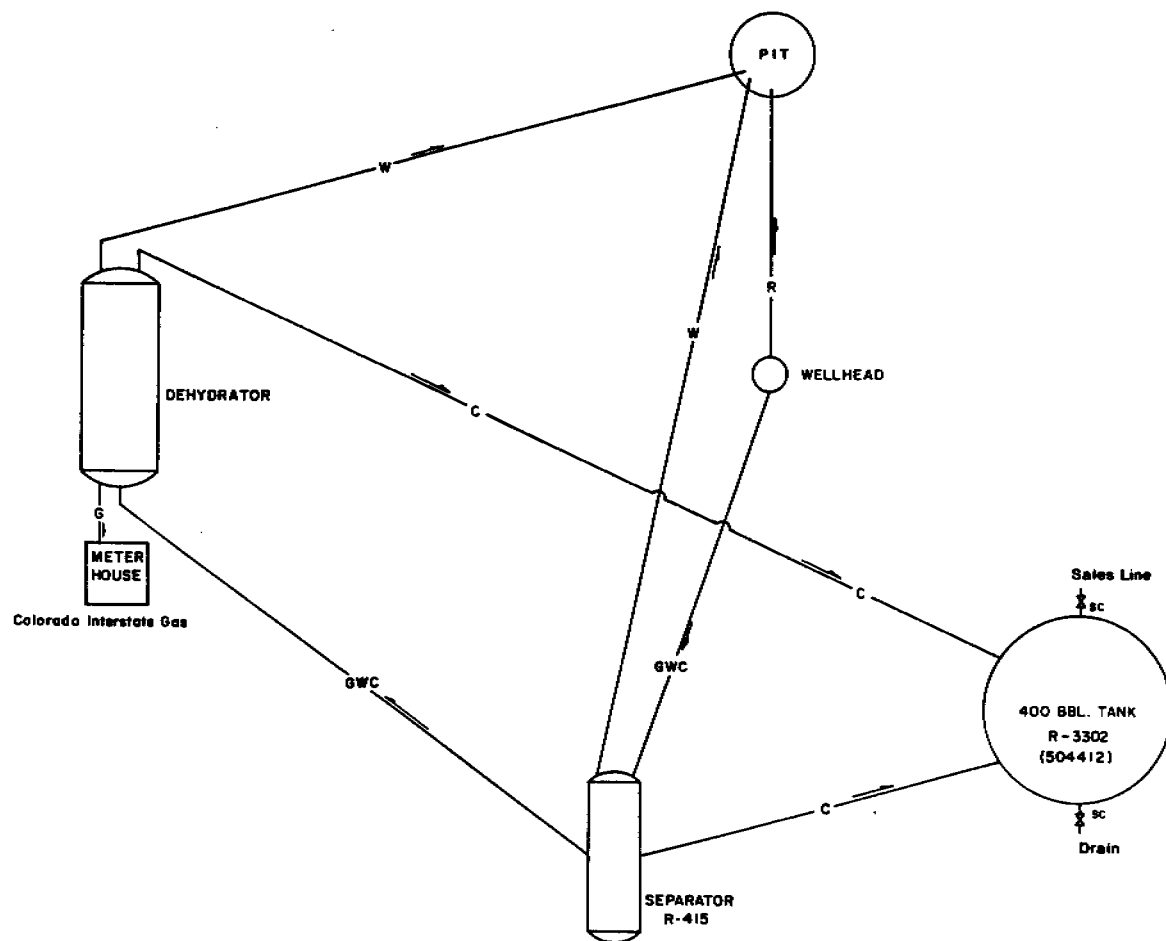 PIT
W
R
W
WELLHEAD
DEHYDRATOR
C
G
METER
HOUSE
Colorado Interstate Gas
Sales Line
SC
C
GWC
GWC
400 BBL. TANK
R-3302
(504412)
C
SC
Drain
SEPARATOR
R-415